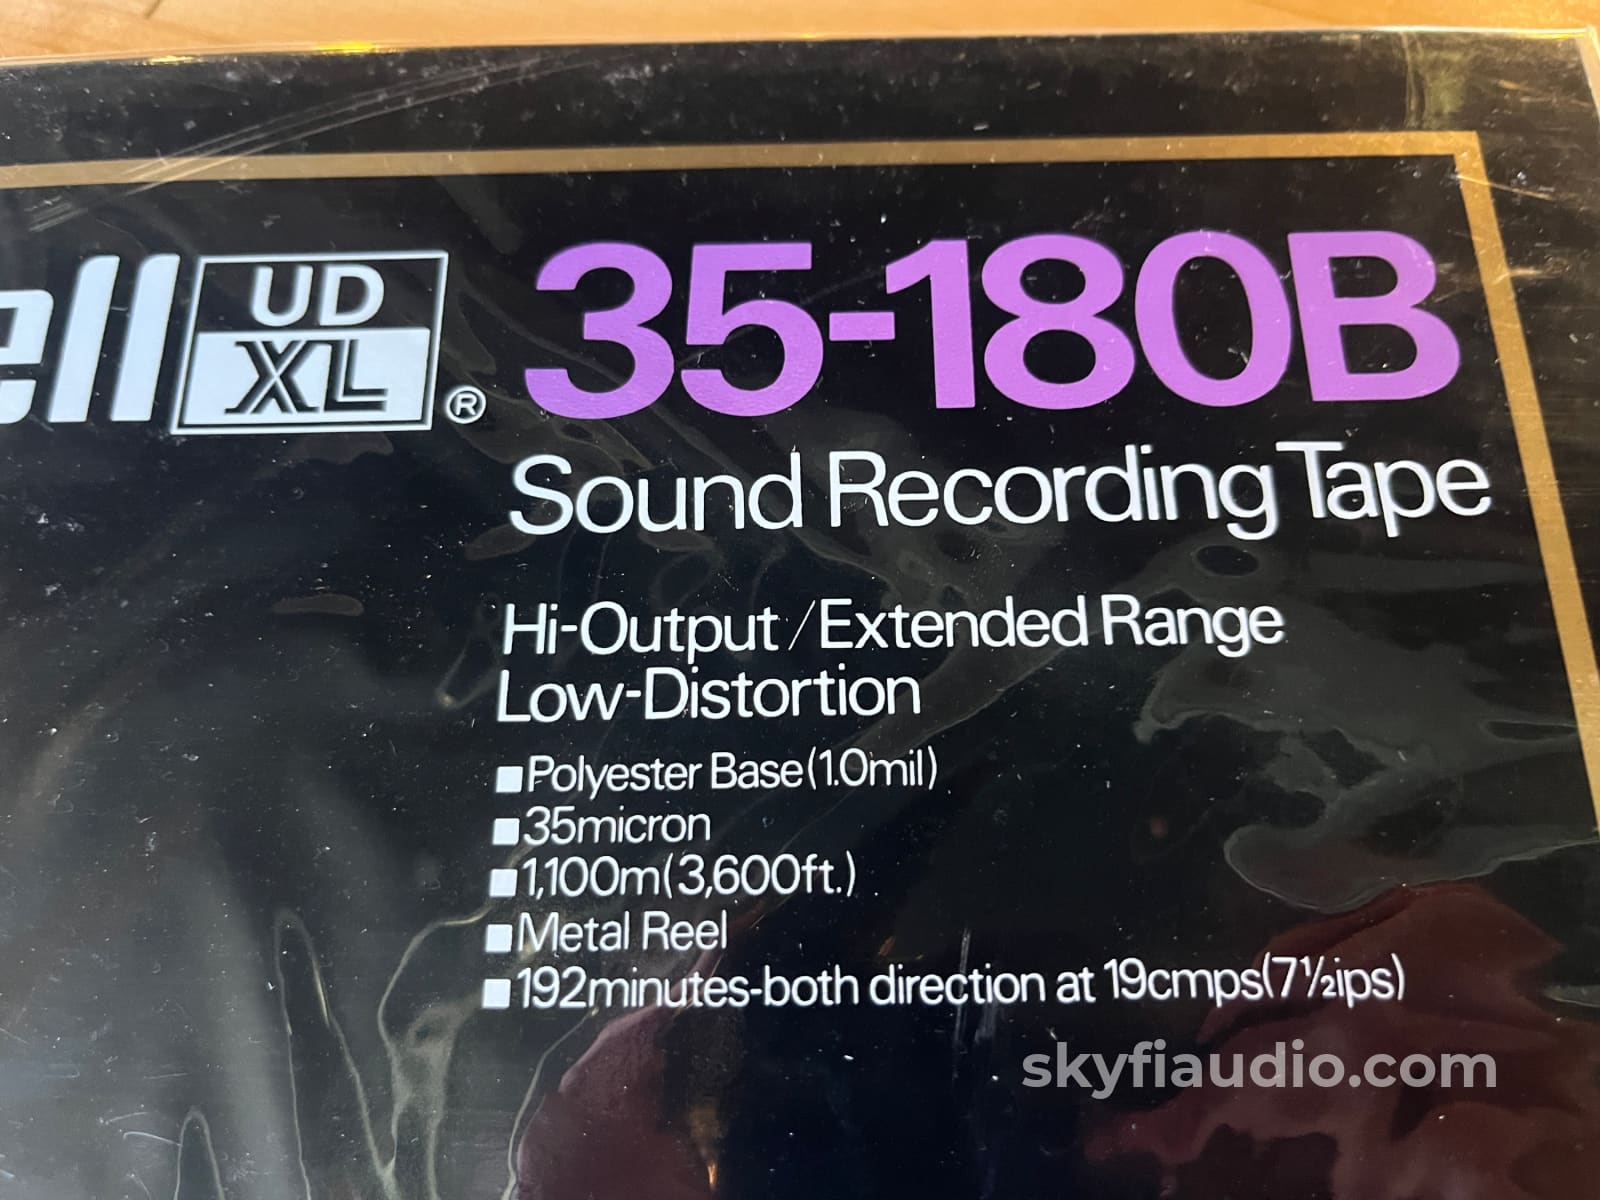 ell UD XL ® 35-180B
Sound Recording Tape
Hi-Output/Extended Range
Low-Distortion
■Polyester Base(1.0mil)
■35micron
■1,100m(3,600ft.)
■Metal Reel
■192minutes-both direction at 19cmps(7½ips)
skyfiaudio.com